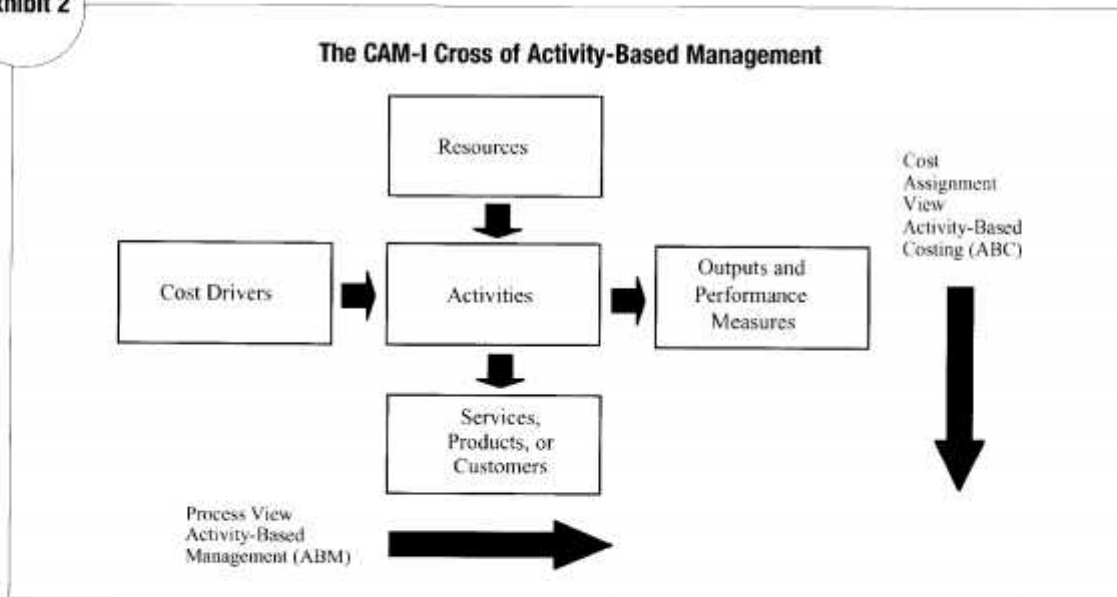 xhibit 2
The CAM-I Cross of Activity-Based Management
Resources
Cost
Assignment
View
Activity-Based
Costing (ABC)
Cost Drivers
Activities
Outputs and
Performance
Measures
Services,
Products, or
Customers
Process View
Activity-Based
Management (ABM)